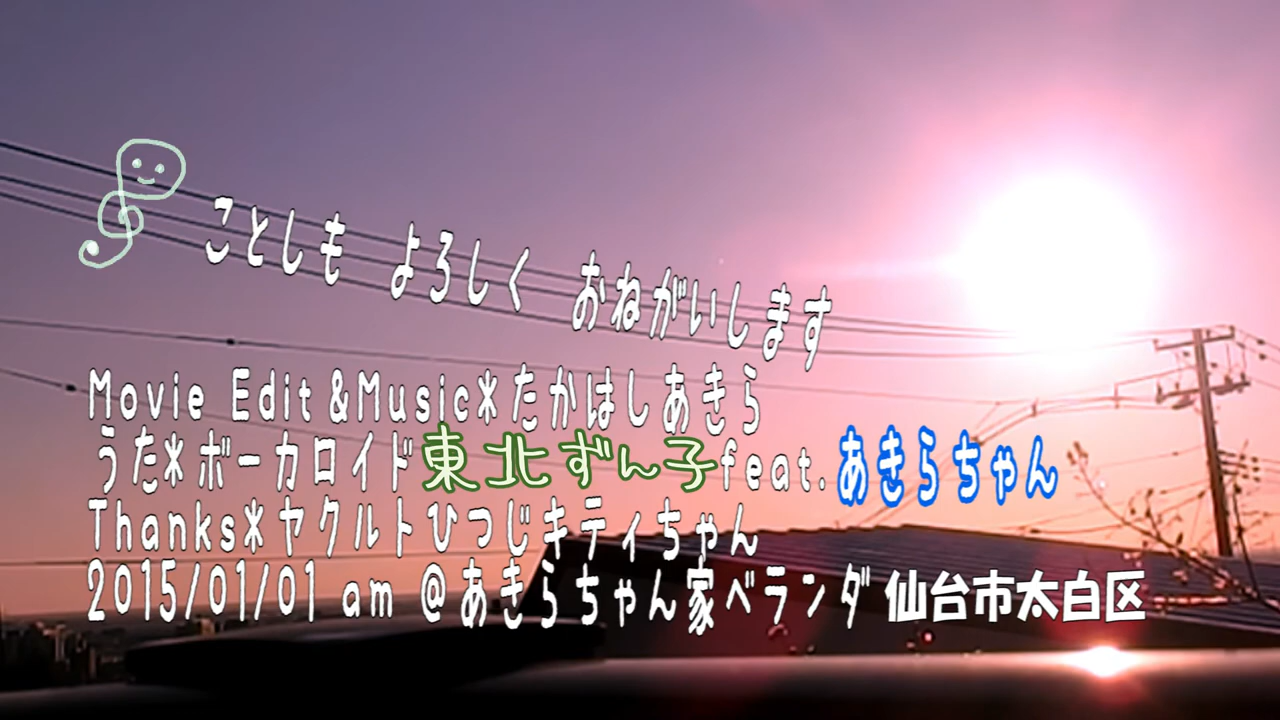 ことしも よろしく おねがいします
Movie Edit &Music*たかはしあきら
うた*ボーカロイド東北ずん子feat.あきらちゃん
Thanks*ヤクルトひつじキティちゃん
2015/01/01 am @あきらちゃん家ベランダ 仙台市太白区